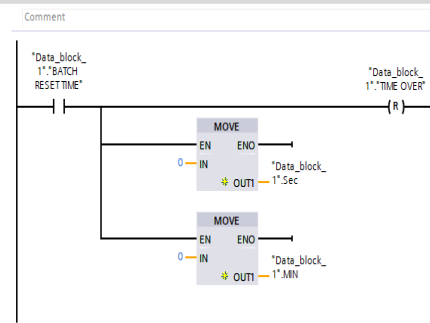 Comment
"Data_block_
1"."BATCH
RESET TIME"
"Data_block_
1"."TIME OVER"
R
MOVE
EN ENO
0 IN
"Data_block_
OUT1 1".Sec
MOVE
EN ENO
0 IN
"Data_block_
OUT1 1".MIN